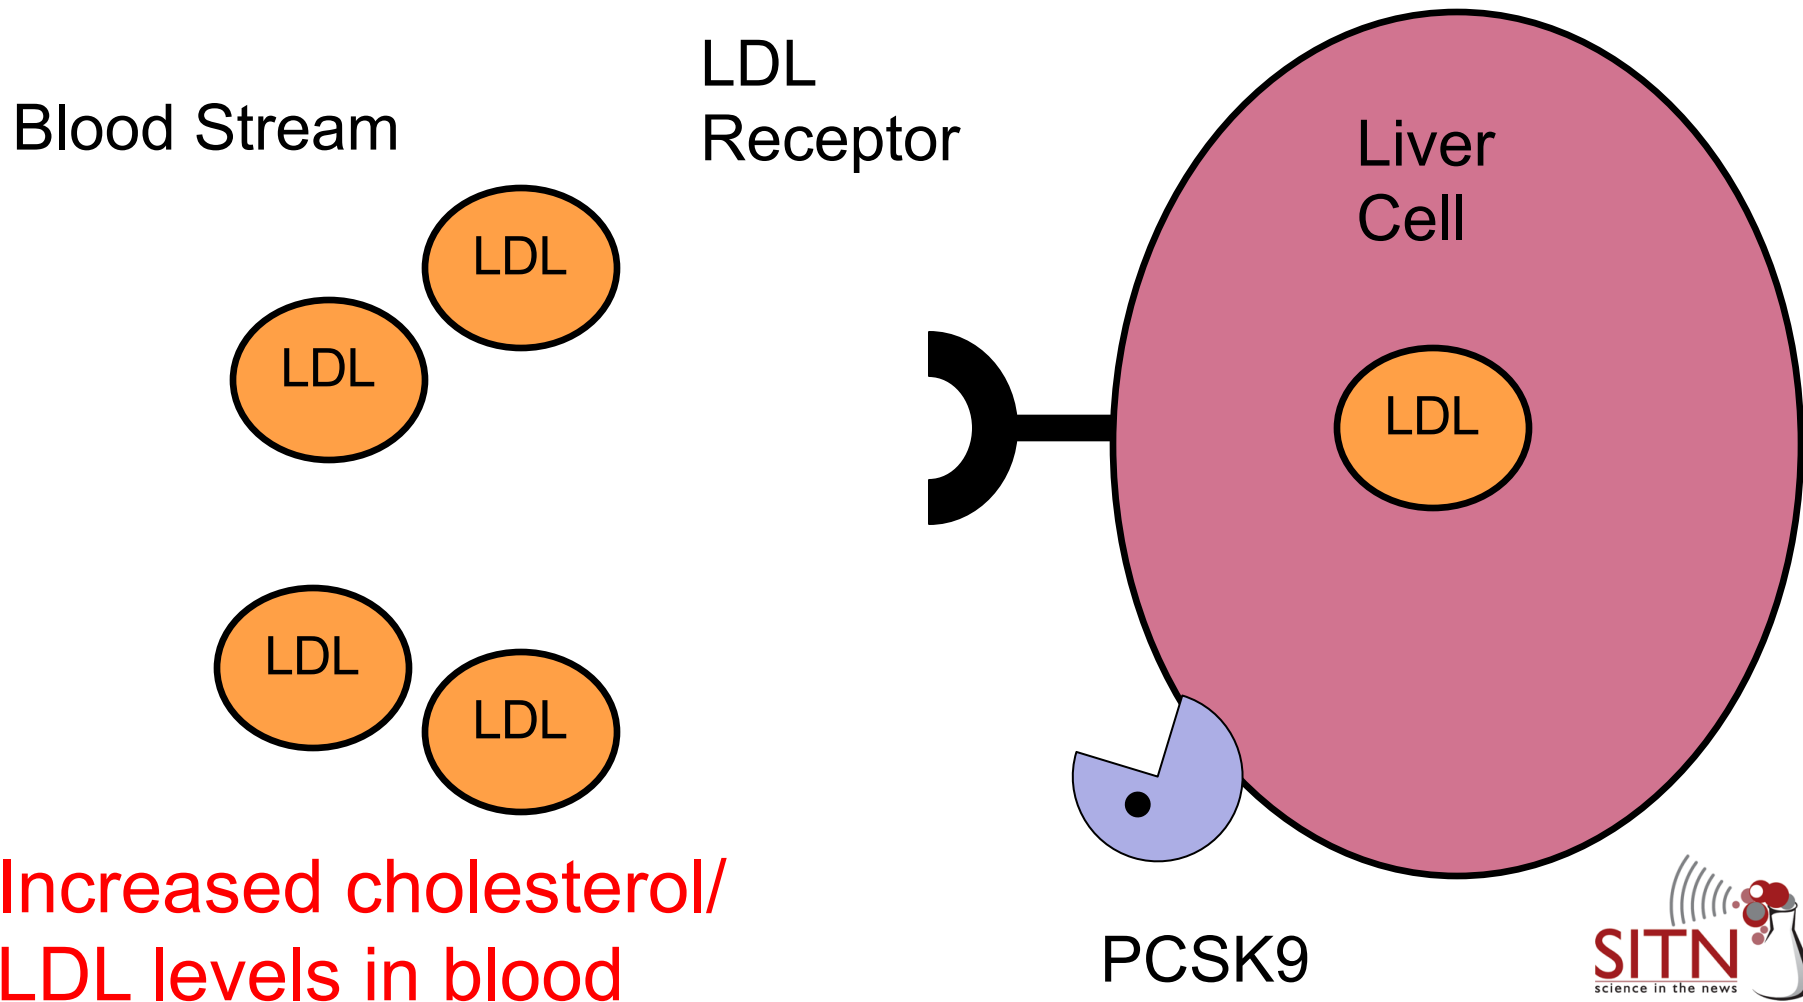 Blood Stream
LDL
Receptor
Liver
Cell
LDL
LDL
LDL
LDL
LDL
Increased cholesterol/
LDL levels in blood
PCSK9
SITN
science in the news